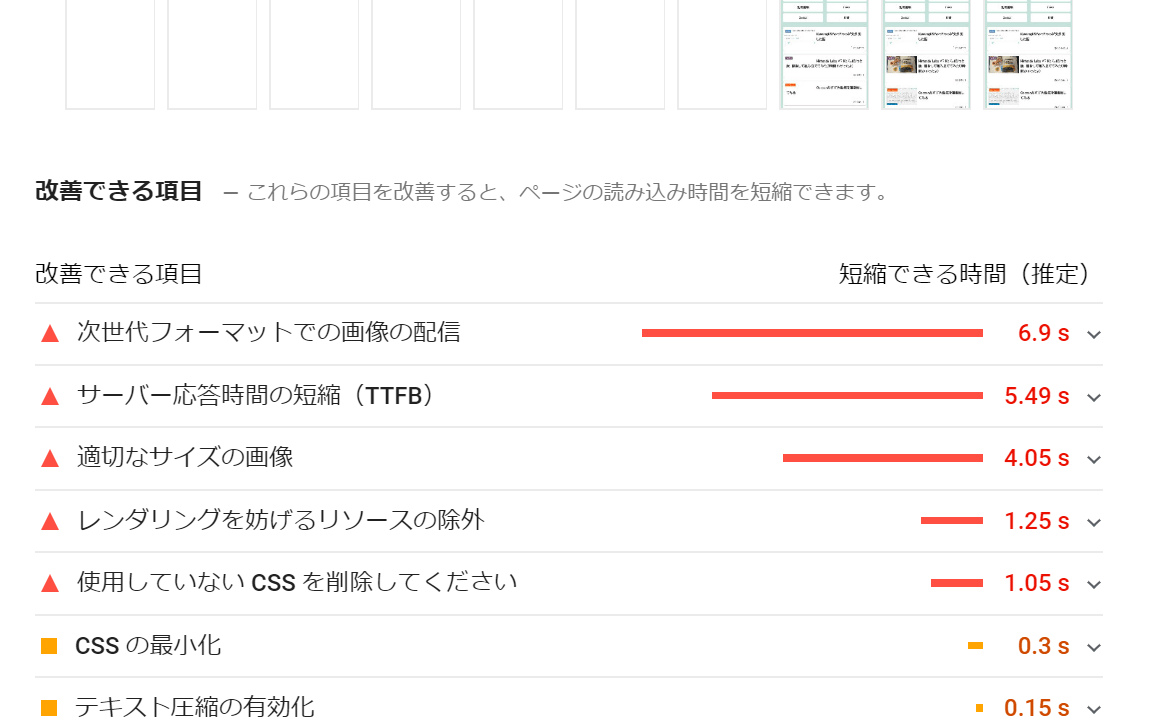 改善できる項目 — これらの項目を改善すると、ページの読み込み時間を短縮できます。
改善できる項目 短縮できる時間（推定）
次世代フォーマットでの画像の配信 6.9 s
サーバー応答時間の短縮（TTFB） 5.49 s
適切なサイズの画像 4.05 s
レンダリングを妨げるリソースの除外 1.25 s
使用していない CSS を削除してください 1.05 s
CSS の最小化 0.3 s
テキスト圧縮の有効化 0.15 s